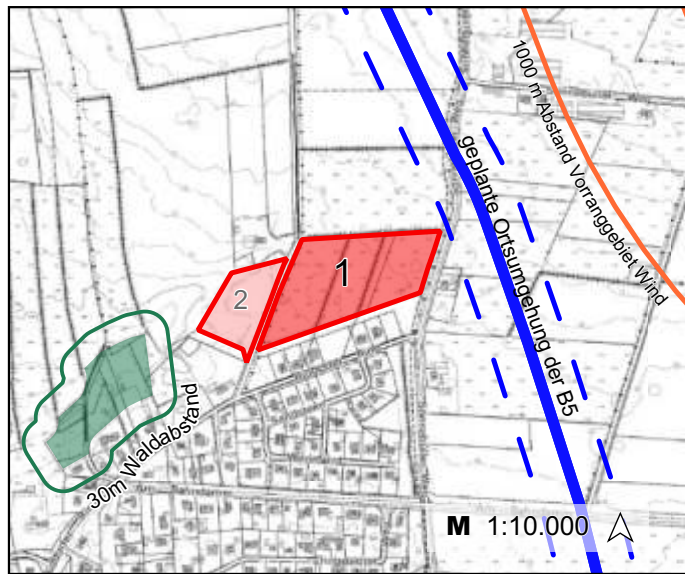 1000 m Abstand Vorranggebiet Wind
geplante Ortsumgehung der B5
1
2
30m Waldabstand
M 1:10.000